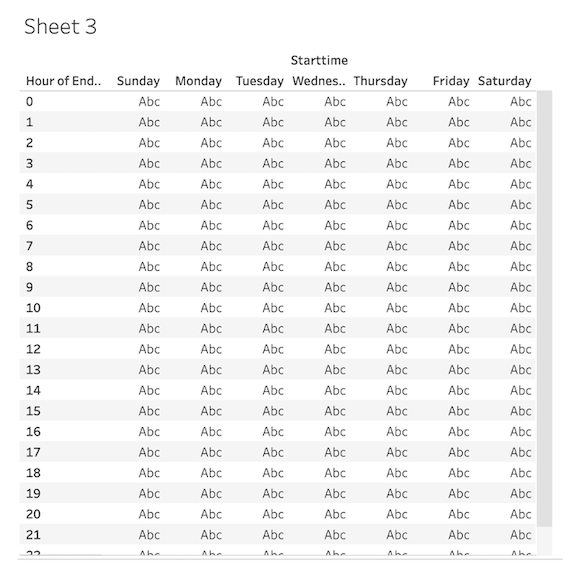 Sheet 3
Starttime
Hour of End.. Sunday Monday Tuesday Wednes.. Thursday Friday Saturday
0 Abc Abc Abc Abc Abc Abc Abc
1 Abc Abc Abc Abc Abc Abc Abc
2 Abc Abc Abc Abc Abc Abc Abc
3 Abc Abc Abc Abc Abc Abc Abc
4 Abc Abc Abc Abc Abc Abc Abc
5 Abc Abc Abc Abc Abc Abc Abc
6 Abc Abc Abc Abc Abc Abc Abc
7 Abc Abc Abc Abc Abc Abc Abc
8 Abc Abc Abc Abc Abc Abc Abc
9 Abc Abc Abc Abc Abc Abc Abc
10 Abc Abc Abc Abc Abc Abc Abc
11 Abc Abc Abc Abc Abc Abc Abc
12 Abc Abc Abc Abc Abc Abc Abc
13 Abc Abc Abc Abc Abc Abc Abc
14 Abc Abc Abc Abc Abc Abc Abc
15 Abc Abc Abc Abc Abc Abc Abc
16 Abc Abc Abc Abc Abc Abc Abc
17 Abc Abc Abc Abc Abc Abc Abc
18 Abc Abc Abc Abc Abc Abc Abc
19 Abc Abc Abc Abc Abc Abc Abc
20 Abc Abc Abc Abc Abc Abc Abc
21 Abc Abc Abc Abc Abc Abc Abc